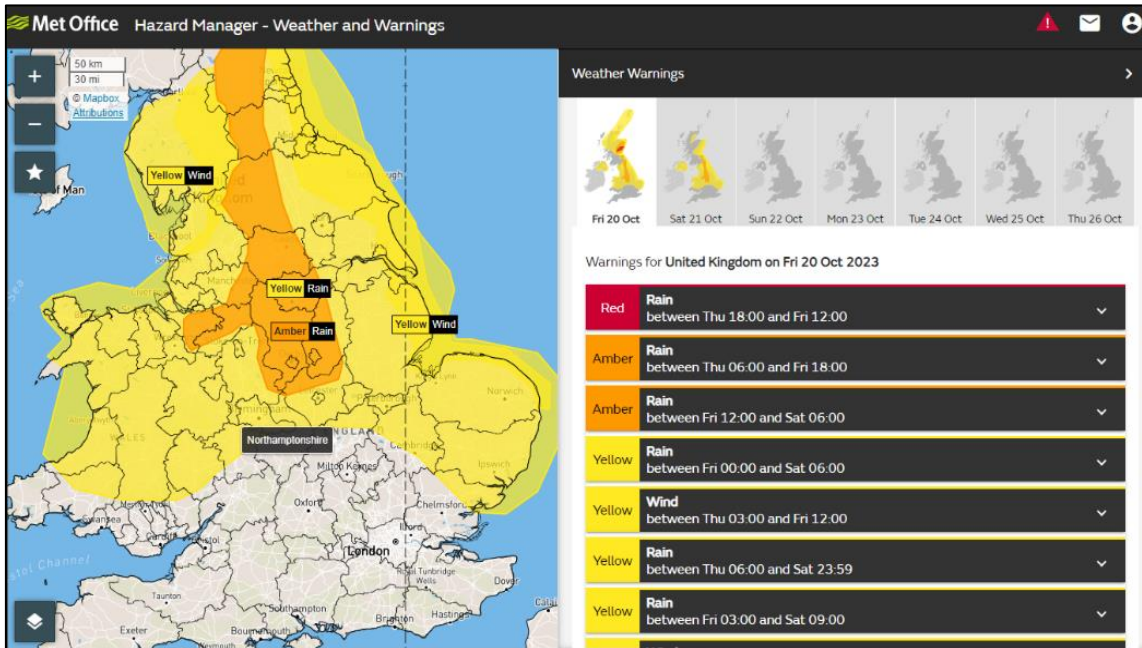 Met Office Hazard Manager - Weather and Warnings
50 km
30 mi
© Mapbox
Attributions
Yellow Wind
Yellow Rain
Amber Rain
Yellow Wind
Norwich
WALES
Northamptonshire
Cambridge
Ipswich
Milton Keynes
Oxford
Chelmsford
Swansea
Cardiff
London
Ilford
Royal Tunbridge
Wells
Dover
Taunton
Southampton
Brighton
Hastings
Exeter
Bournemouth
Weather Warnings
Fri 20 Oct
Sat 21 Oct
Sun 22 Oct
Mon 23 Oct
Tue 24 Oct
Wed 25 Oct
Thu 26 Oct
Warnings for United Kingdom on Fri 20 Oct 2023
Red
Rain
between Thu 18:00 and Fri 12:00
Amber
Rain
between Thu 06:00 and Fri 18:00
Amber
Rain
between Fri 12:00 and Sat 06:00
Yellow
Rain
between Fri 00:00 and Sat 06:00
Yellow
Wind
between Thu 03:00 and Fri 12:00
Yellow
Rain
between Thu 06:00 and Sat 23:59
Yellow
Rain
between Fri 03:00 and Sat 09:00